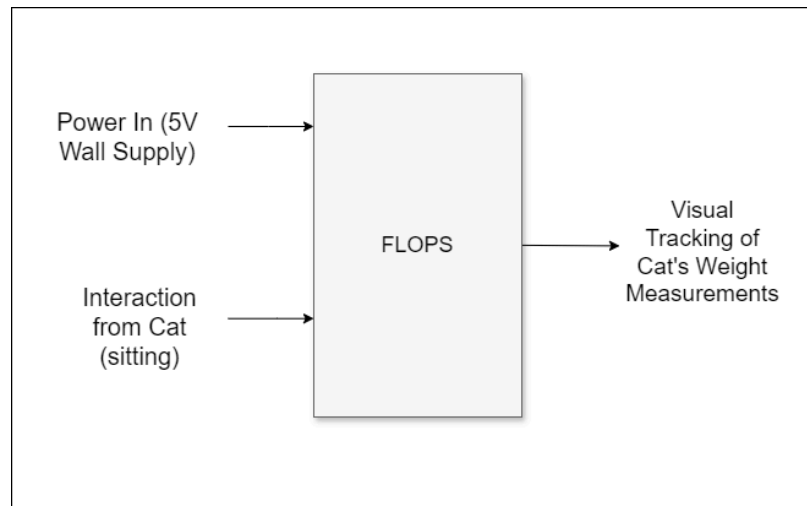 Power In (5V
Wall Supply)
FLOPS
Interaction
from Cat
(sitting)
Visual
Tracking of
Cat's Weight
Measurements